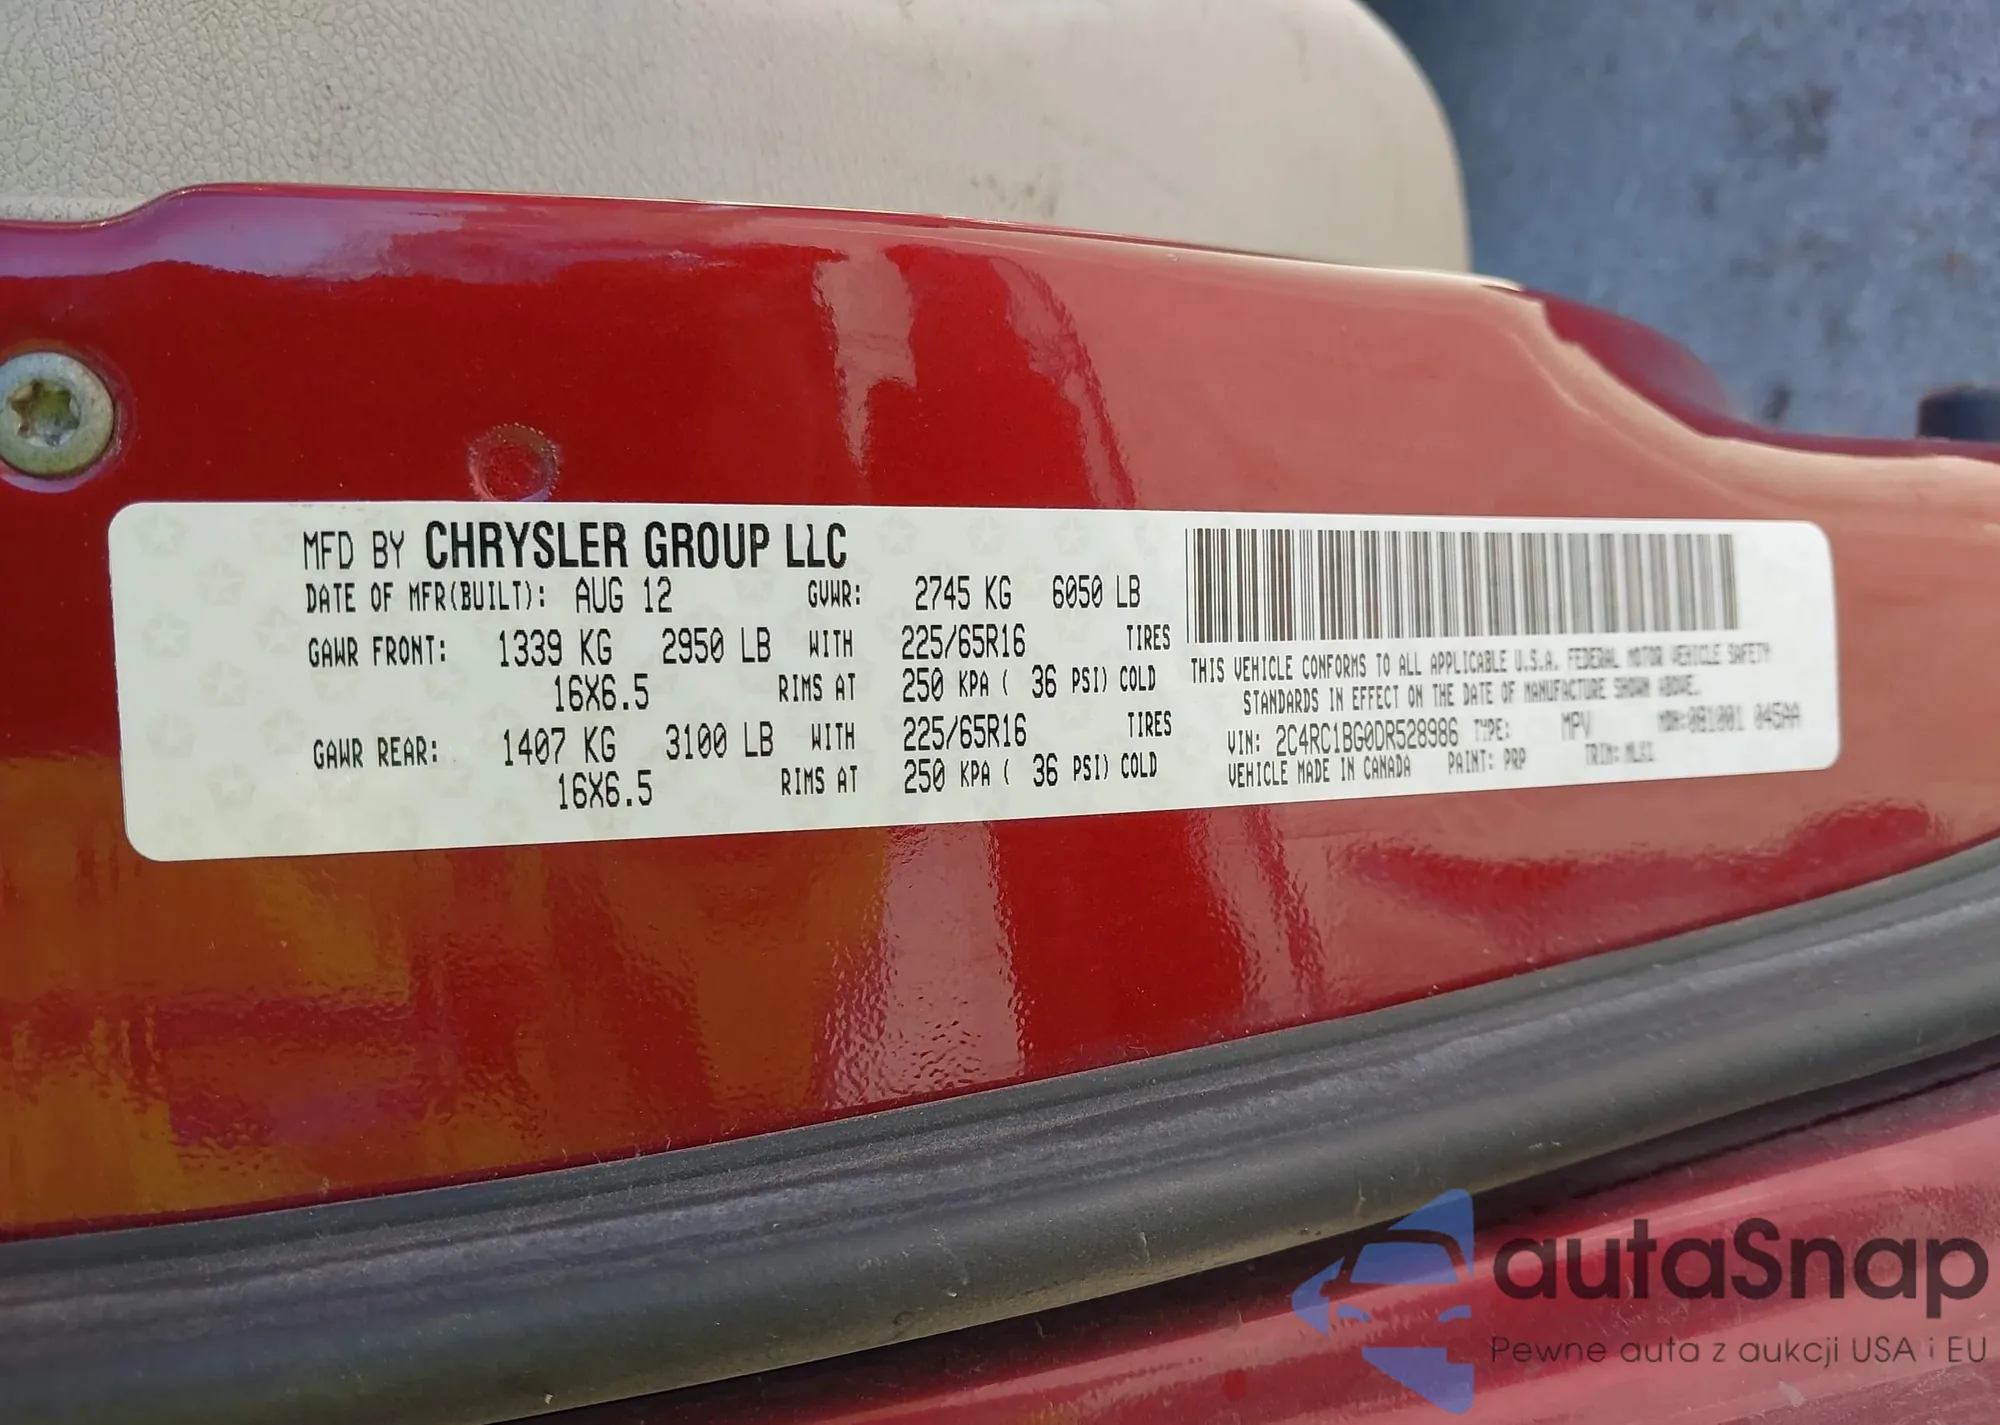 MFD BY CHRYSLER GROUP LLC
DATE OF MFR(BUILT): AUG 12 GVWR: 2745 KG 6050 LB
GAWR FRONT: 1339 KG 2950 LB WITH 225/65R16 TIRES
16X6.5 RIMS AT 250 KPA ( 36 PSI) COLD
GAWR REAR: 1407 KG 3100 LB WITH 225/65R16 TIRES
16X6.5 RIMS AT 250 KPA ( 36 PSI) COLD
THIS VEHICLE CONFORMS TO ALL APPLICABLE U.S.A. FEDERAL MOTOR VEHICLE SAFETY
STANDARDS IN EFFECT ON THE DATE OF MANUFACTURE SHOWN ABOVE.
VIN: 2C4RC1BG0DR528986 TYPE: MPV MDH:081001 045AA
VEHICLE MADE IN CANADA PAINT: PRP TRIM:
autaSnap
Pewne auta z aukcji USA i EU